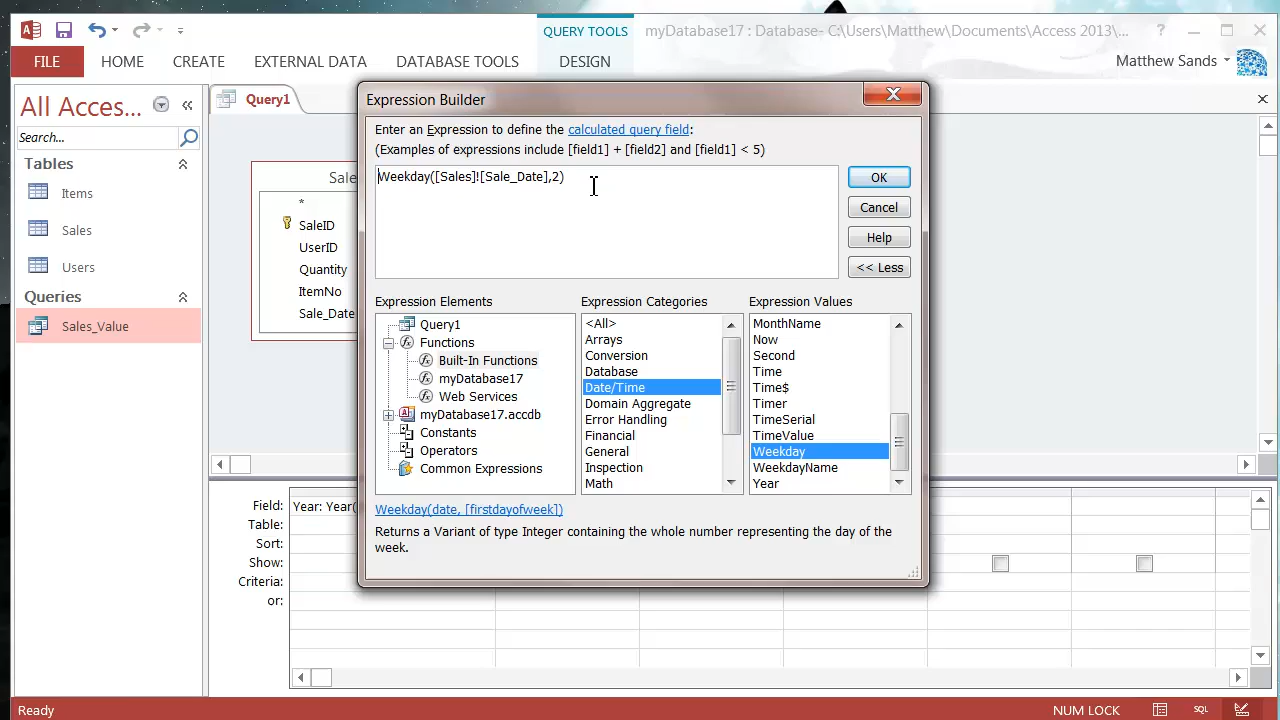 QUERY TOOLS
myDatabase17 : Database- C:\Users\Matthew\Documents\Access 2013\...
?
FILE
HOME
CREATE
EXTERNAL DATA
DATABASE TOOLS
DESIGN
Matthew Sands
All Acces...
Search...
Tables
Items
Sales
Users
Queries
Sales_Value
Query1
*
SaleID
UserID
Quantity
ItemNo
Sale_Date
Expression Builder
Enter an Expression to define the calculated query field:
(Examples of expressions include [field1] + [field2] and [field1] < 5)
Weekday([Sales]![Sale_Date],2)
OK
Cancel
Help
<< Less
Expression Elements
Query1
Functions
Built-In Functions
myDatabase17
Web Services
myDatabase17.accdb
Constants
Operators
Common Expressions
Expression Categories
<All>
Arrays
Conversion
Database
Date/Time
Domain Aggregate
Error Handling
Financial
General
Inspection
Math
Expression Values
MonthName
Now
Second
Time
Time$
Timer
TimeSerial
TimeValue
Weekday
WeekdayName
Year
Weekday(date, [firstdayofweek])
Returns a Variant of type Integer containing the whole number representing the day of the
week.
Field:
Year: Year(
Table:
Sort:
Show:
Criteria:
or:
Ready
NUM LOCK
SQL